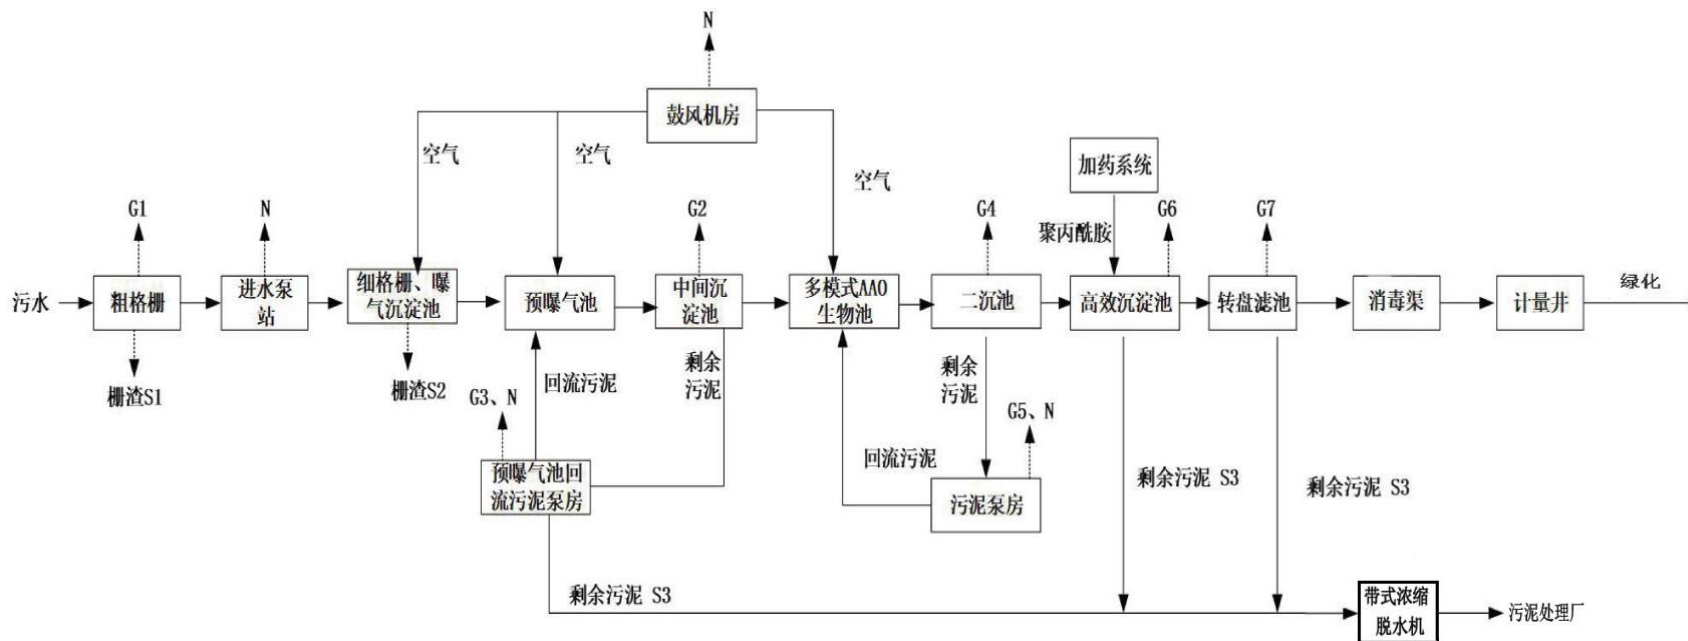 N
鼓风机房
空气
空气
空气
加药系统
聚丙酰胺
G1
N
G2
G4
G6
G7
污水
粗格栅
进水泵
站
细格栅、曝
气沉淀池
预曝气池
中间沉
淀池
多模式AAO
生物池
二沉池
高效沉淀池
转盘滤池
消毒渠
计量井
绿化
栅渣S1
栅渣S2
G3、N
回流污泥
剩余
污泥
剩余
污泥
G5、N
预曝气池回
流污泥泵房
回流污泥
污泥泵房
剩余污泥 S3
剩余污泥 S3
剩余污泥 S3
带式浓缩
脱水机
污泥处理厂